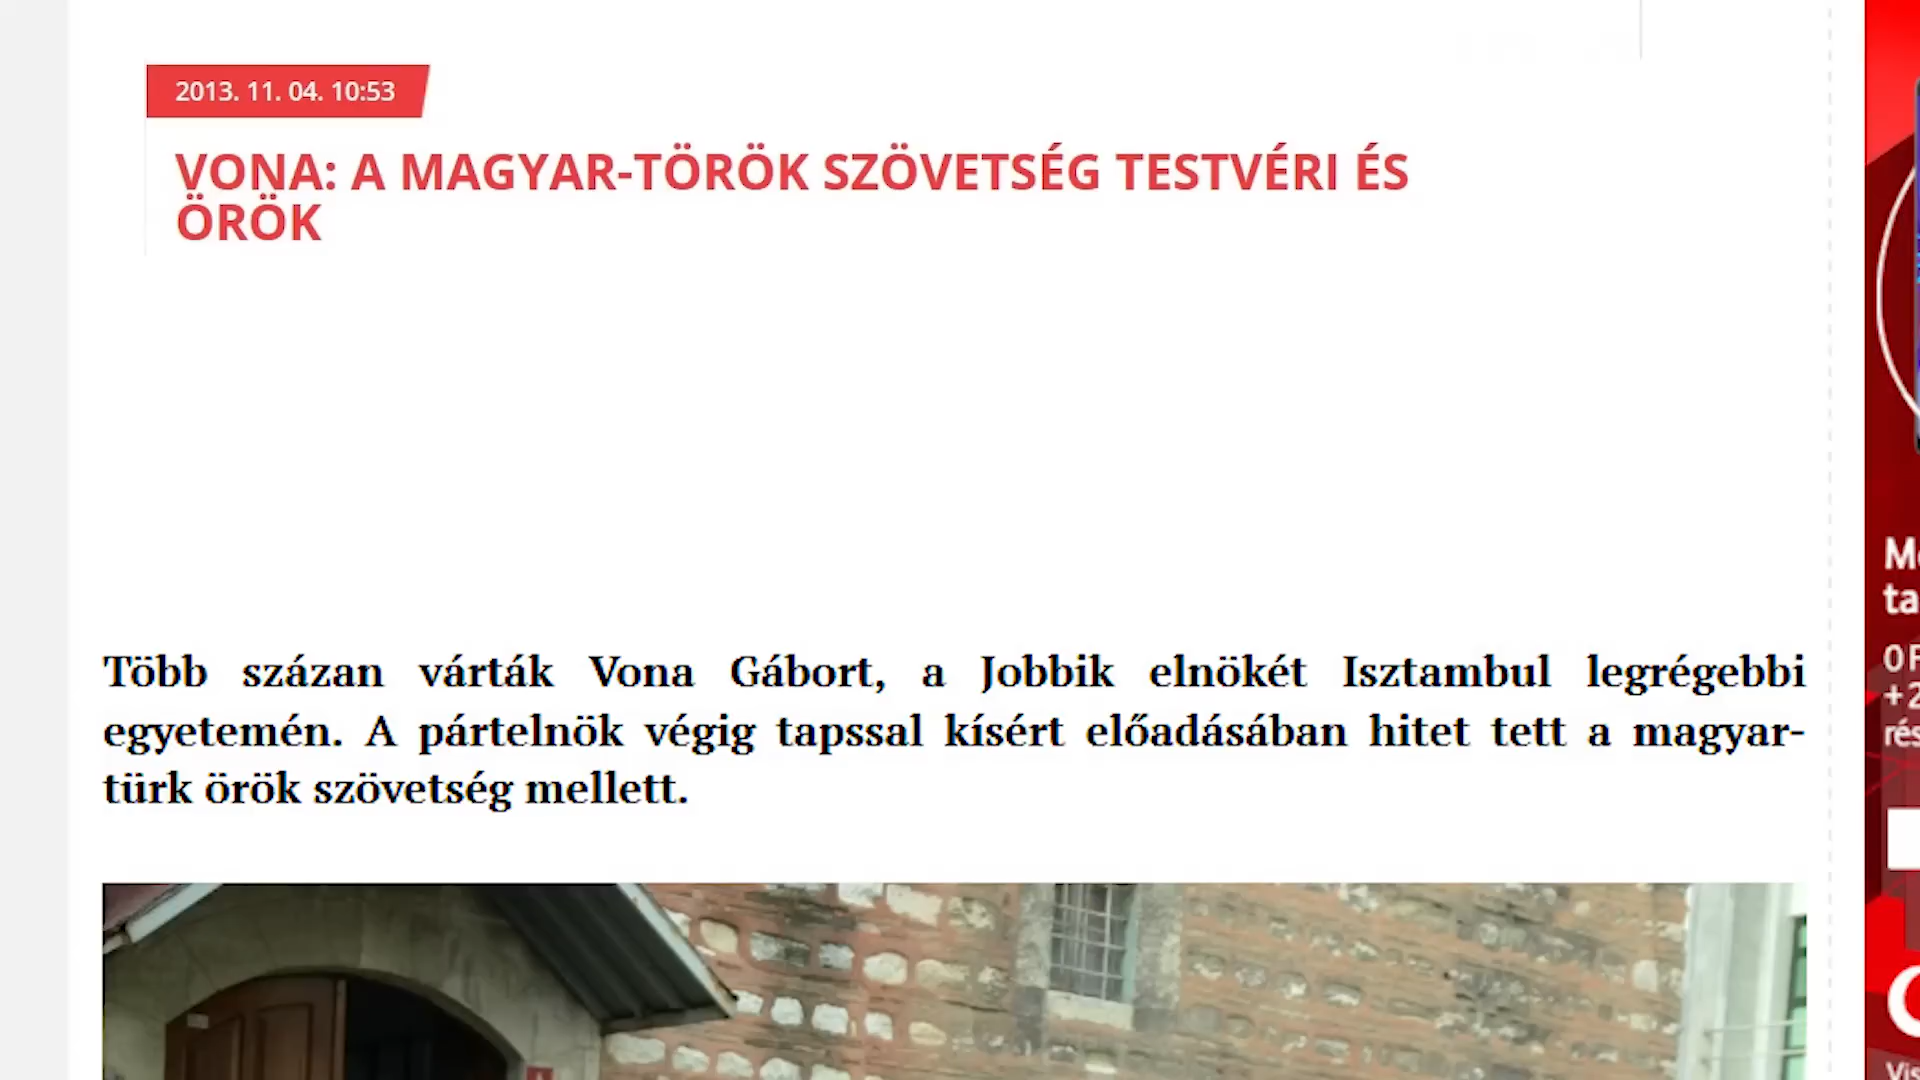 2013. 11. 04. 10:53
VONA: A MAGYAR-TÖRÖK SZÖVETSÉG TESTVÉRI ÉS
ÖRÖK
Több százan várták Vona Gábort, a Jobbik elnökét Isztambul legrégebbi
egyetemén. A pártelnök végig tapssal kísért előadásában hitet tett a magyar-
türk örök szövetség mellett.